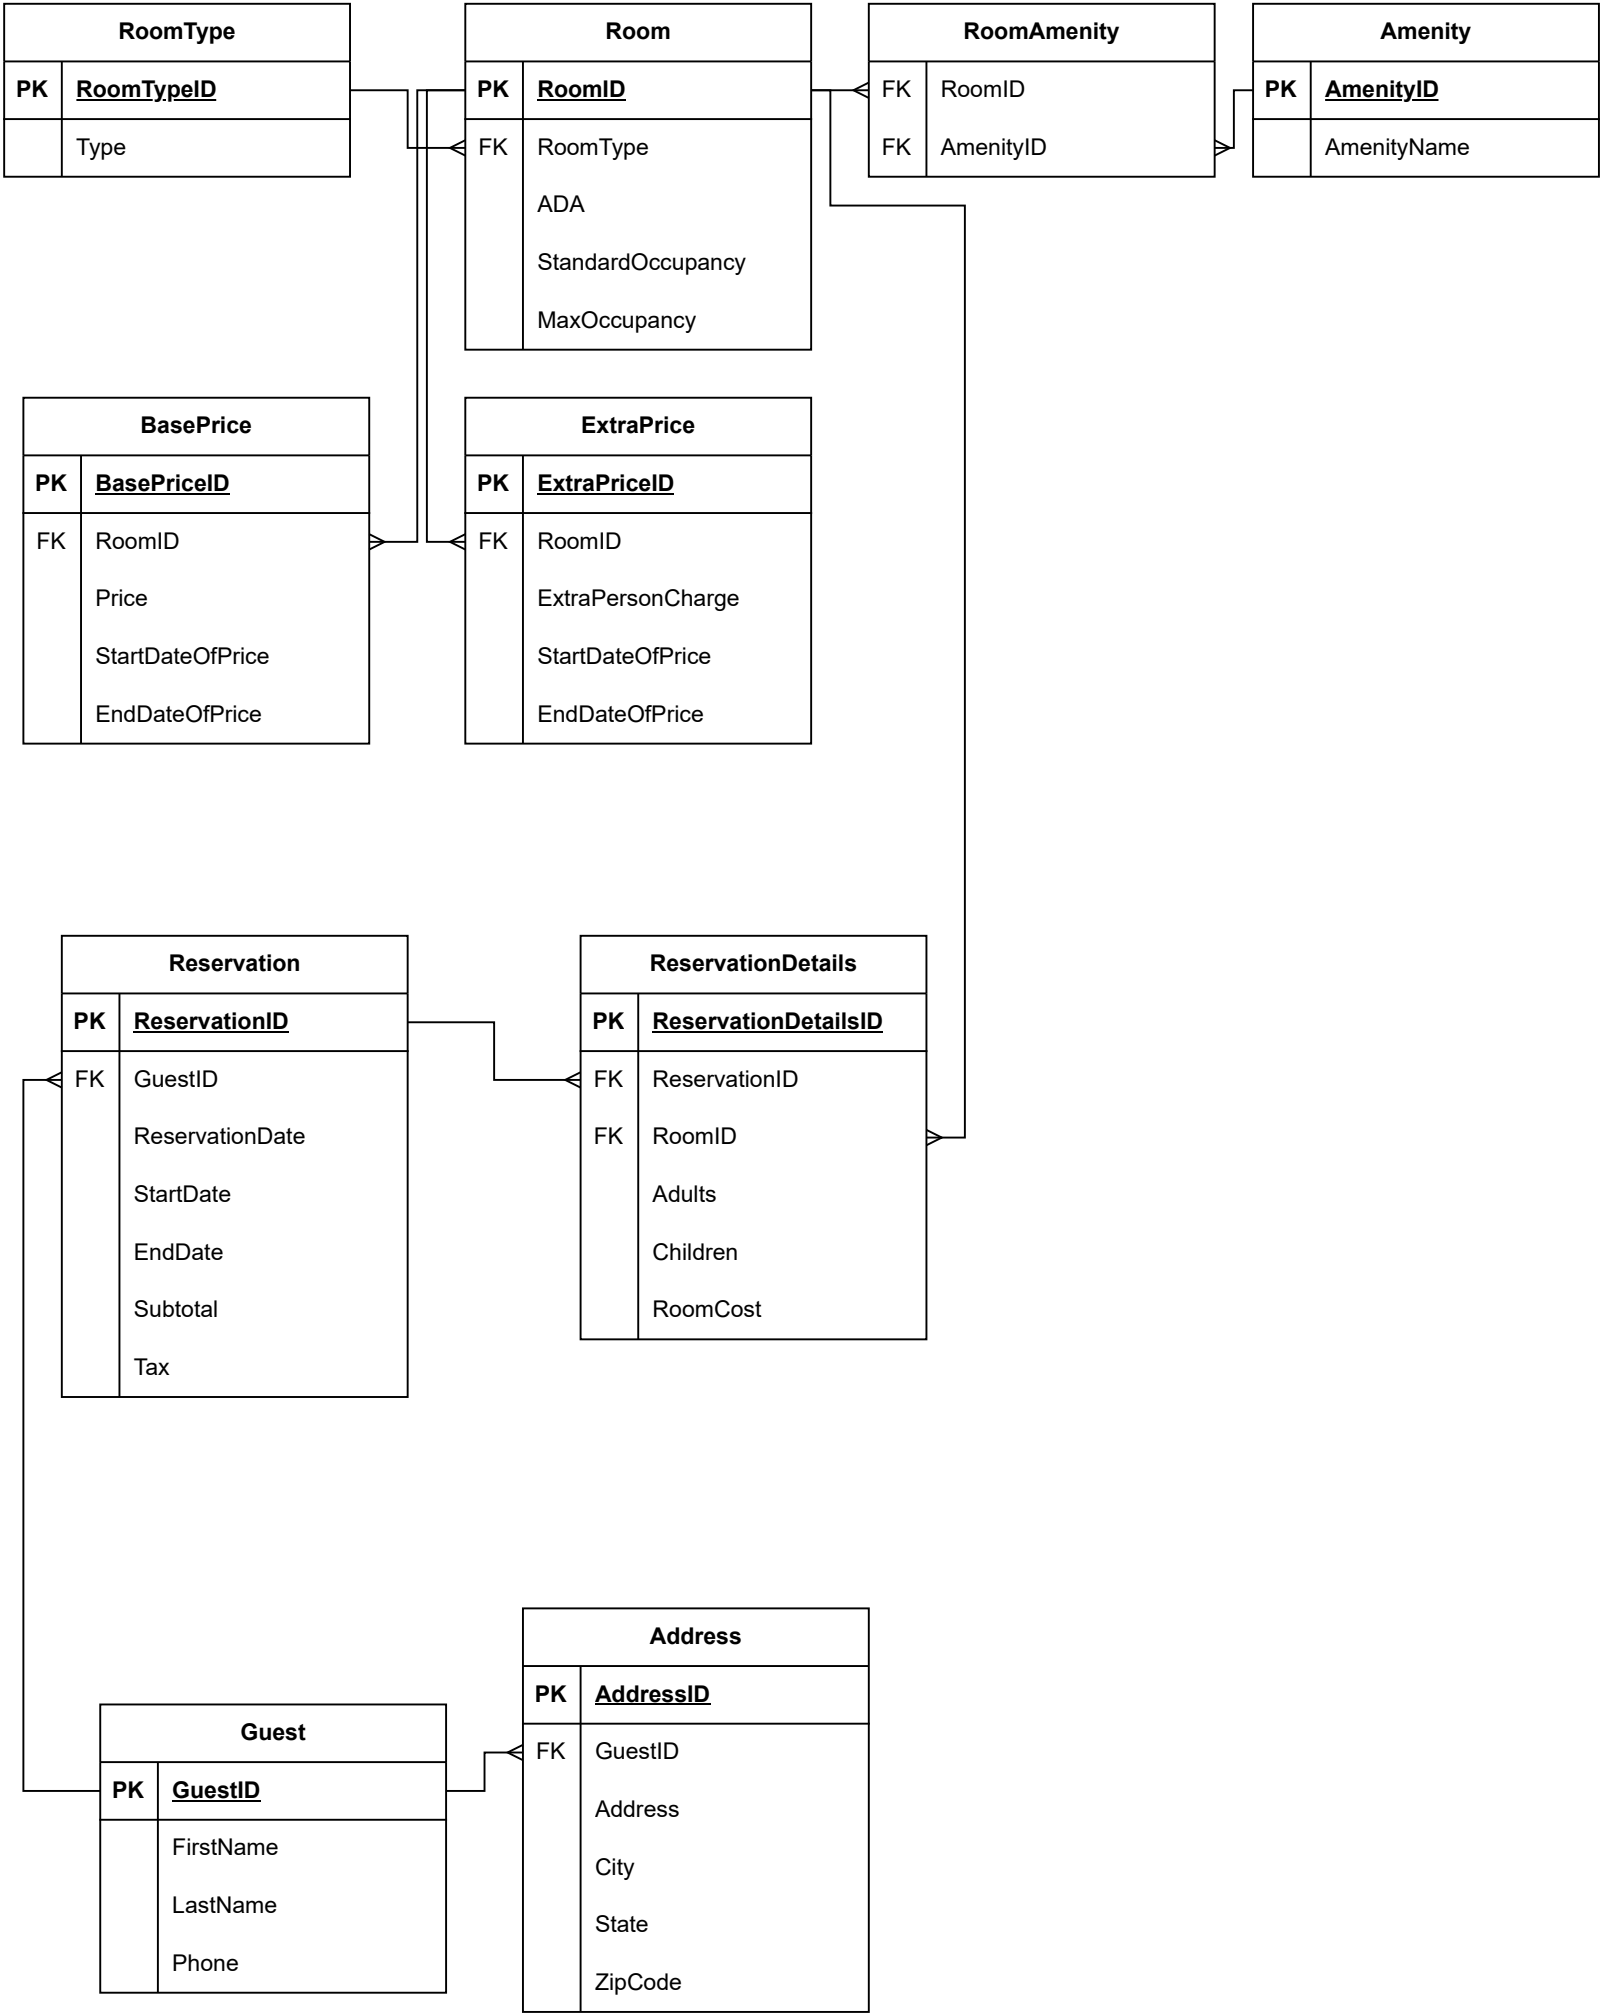 RoomType
PK RoomTypeID
Type
Room
PK RoomID
FK RoomType
ADA
StandardOccupancy
MaxOccupancy
RoomAmenity
FK RoomID
FK AmenityID
Amenity
PK AmenityID
AmenityName
BasePrice
PK BasePriceID
FK RoomID
Price
StartDateOfPrice
EndDateOfPrice
ExtraPrice
PK ExtraPriceID
FK RoomID
ExtraPersonCharge
StartDateOfPrice
EndDateOfPrice
Reservation
PK ReservationID
FK GuestID
ReservationDate
StartDate
EndDate
Subtotal
Tax
ReservationDetails
PK ReservationDetailsID
FK ReservationID
FK RoomID
Adults
Children
RoomCost
Guest
PK GuestID
FirstName
LastName
Phone
Address
PK AddressID
FK GuestID
Address
City
State
ZipCode